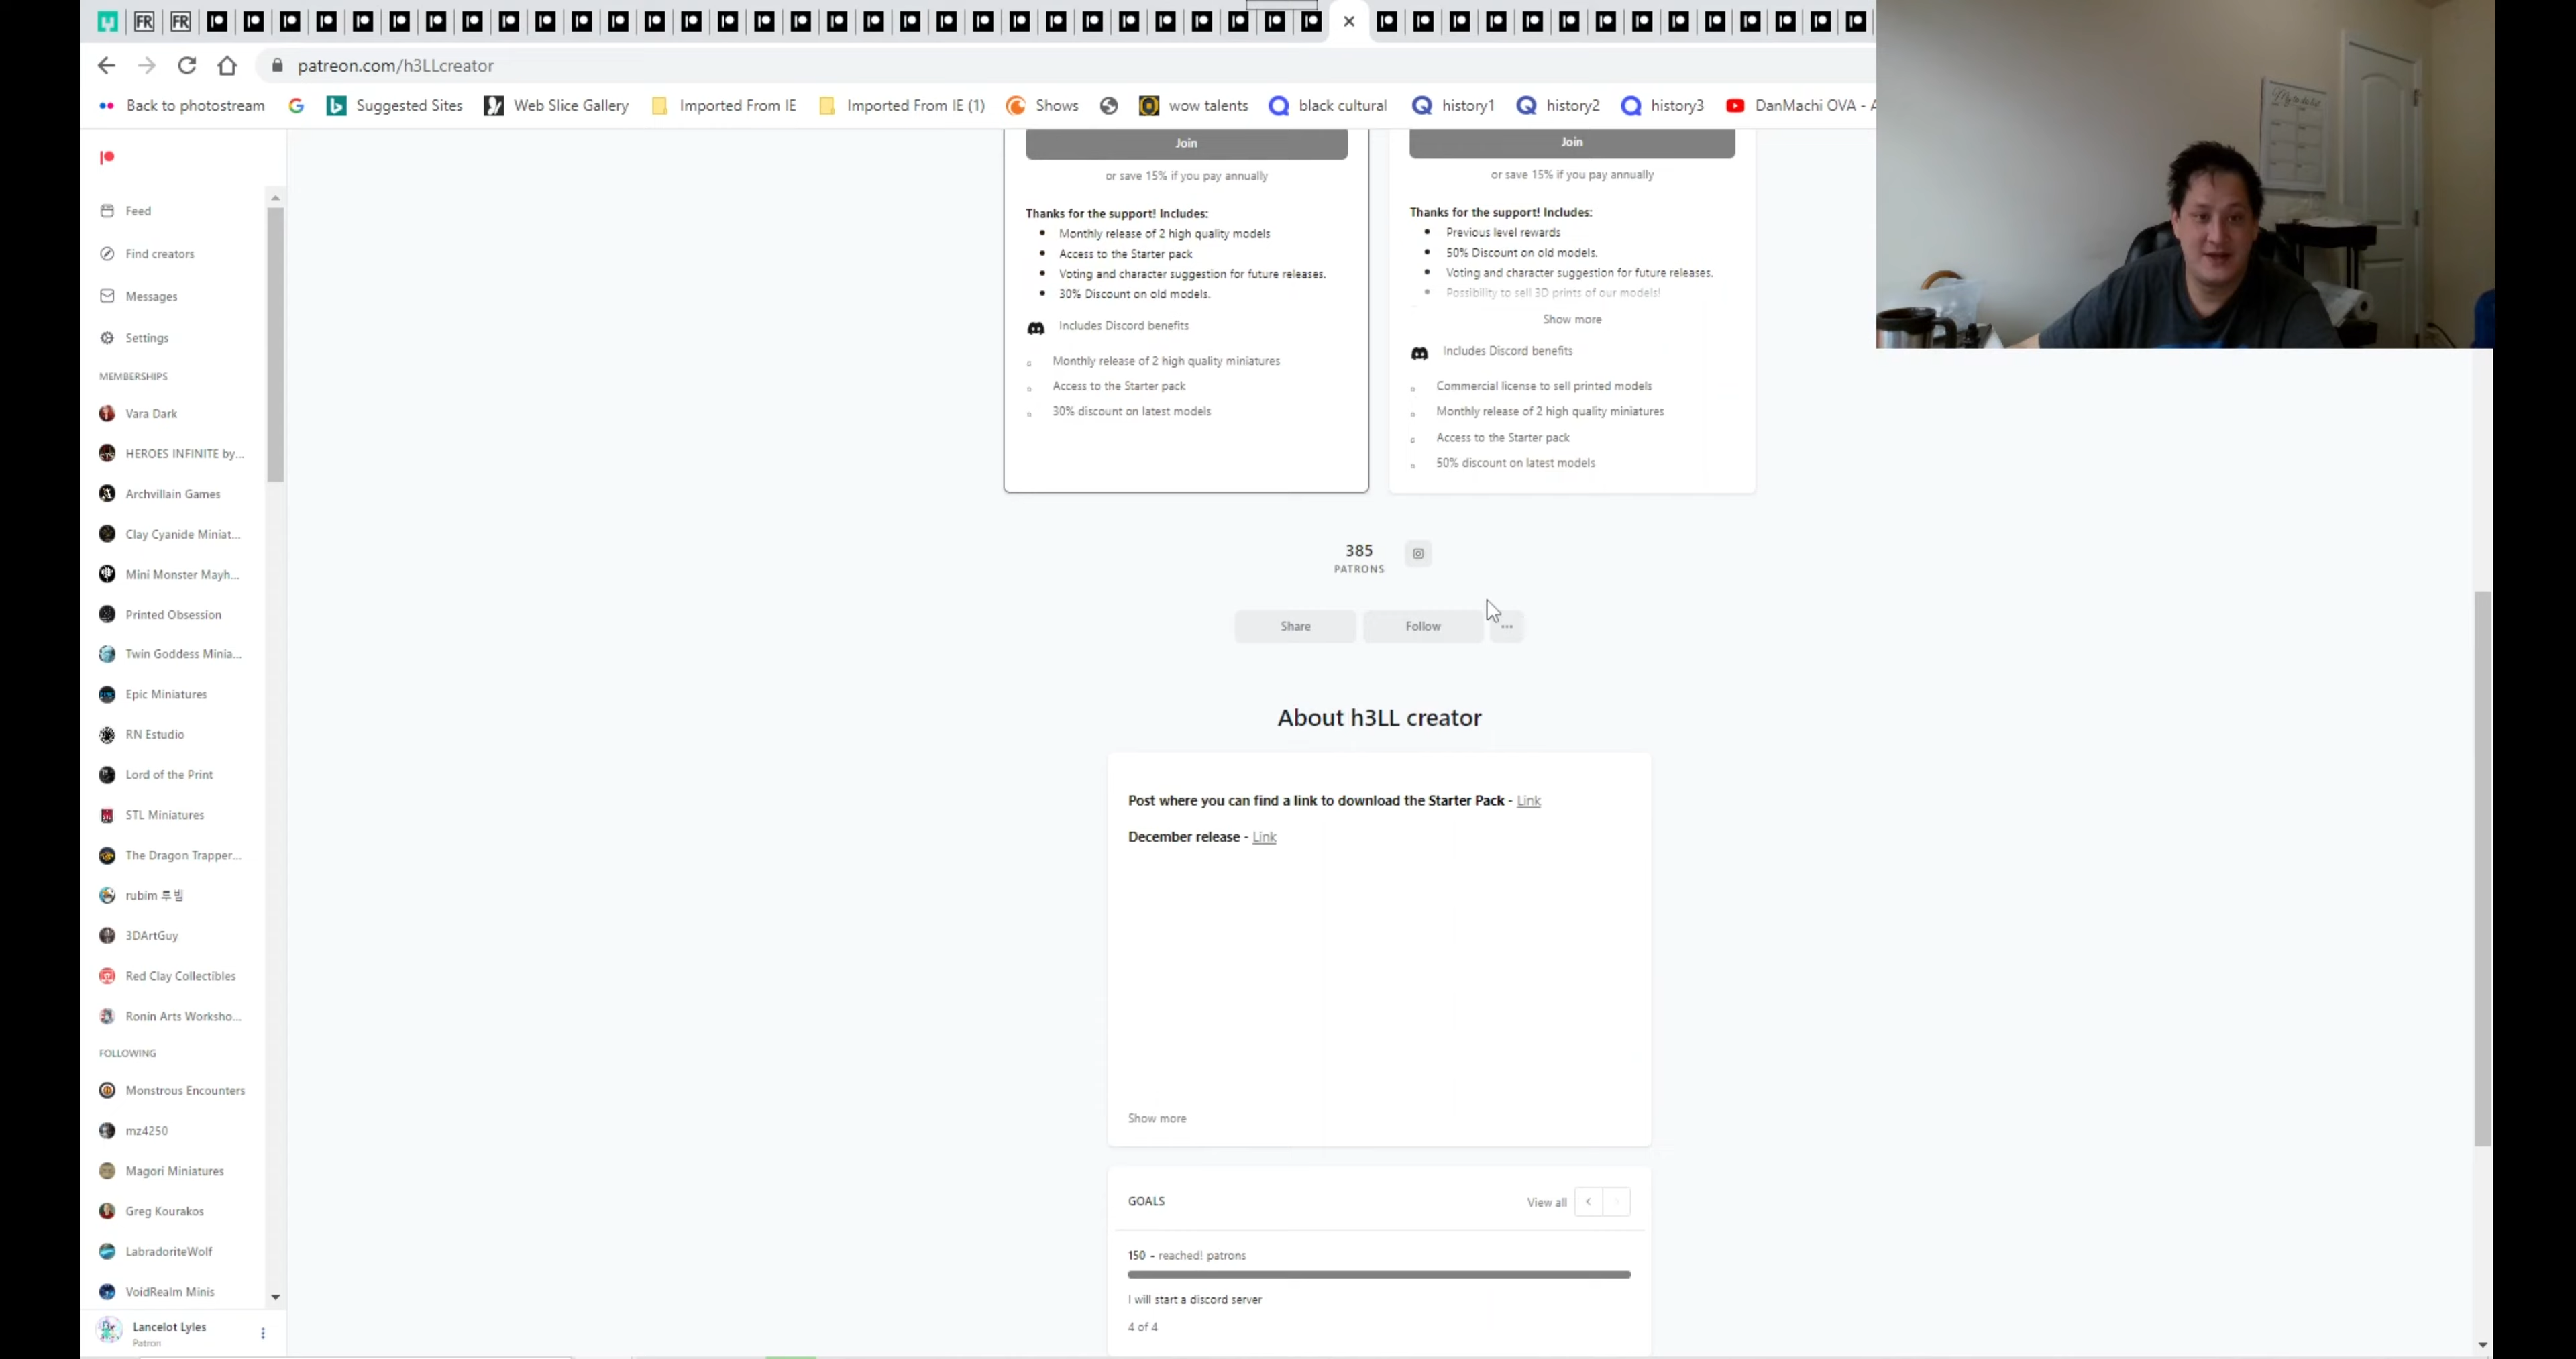 FR FR
patreon.com/h3LLcreator
Back to photostream Suggested Sites Web Slice Gallery Imported From IE Imported From IE (1) Shows wow talents black cultural history1 history2 history3 DanMachi OVA - A
Feed
Find creators
Messages
Settings
MEMBERSHIPS
Vara Dark
HEROES INFINITE by...
Archvillain Games
Clay Cyanide Miniat...
Mini Monster Mayh...
Printed Obsession
Twin Goddess Minia...
Epic Miniatures
RN Estudio
Lord of the Print
STL Miniatures
The Dragon Trapper...
rubim 루빔
3DArtGuy
Red Clay Collectibles
Ronin Arts Worksho...
FOLLOWING
Monstrous Encounters
mz4250
Magori Miniatures
Greg Kourakos
LabradoriteWolf
VoidRealm Minis
Lancelot Lyles
Patron
Join
or save 15% if you pay annually
Thanks for the support! Includes:
Monthly release of 2 high quality models
Access to the Starter pack
Voting and character suggestion for future releases.
30% Discount on old models.
Includes Discord benefits
Monthly release of 2 high quality miniatures
Access to the Starter pack
30% discount on latest models
Join
or save 15% if you pay annually
Thanks for the support! Includes:
Previous level rewards
50% Discount on old models.
Voting and character suggestion for future releases.
Possibility to sell 3D prints of our models!
Show more
Includes Discord benefits
Commercial license to sell printed models
Monthly release of 2 high quality miniatures
Access to the Starter pack
50% discount on latest models
385
PATRONS
Share Follow ...
About h3LL creator
Post where you can find a link to download the Starter Pack - Link
December release - Link
Show more
GOALS View all
150 - reached! patrons
I will start a discord server
4 of 4